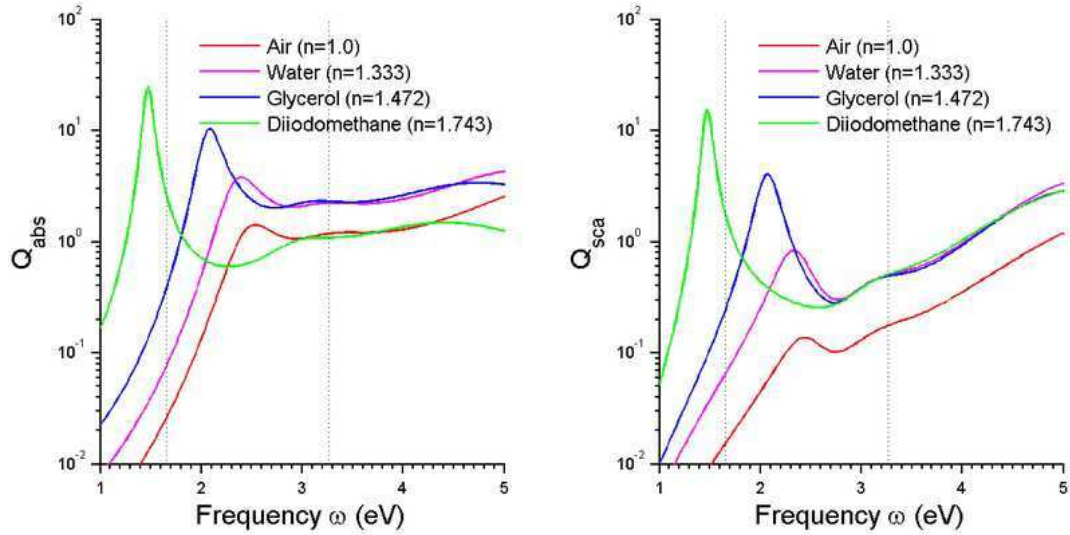 10²
Air (n=1.0)
Water (n=1.333)
Glycerol (n=1.472)
Diiodomethane (n=1.743)
10¹
10⁰
10⁻¹
10⁻²
Q_abs
1 2 3 4 5
Frequency ω (eV)
10²
Air (n=1.0)
Water (n=1.333)
Glycerol (n=1.472)
Diiodomethane (n=1.743)
10¹
10⁰
10⁻¹
10⁻²
Q_sca
1 2 3 4 5
Frequency ω (eV)